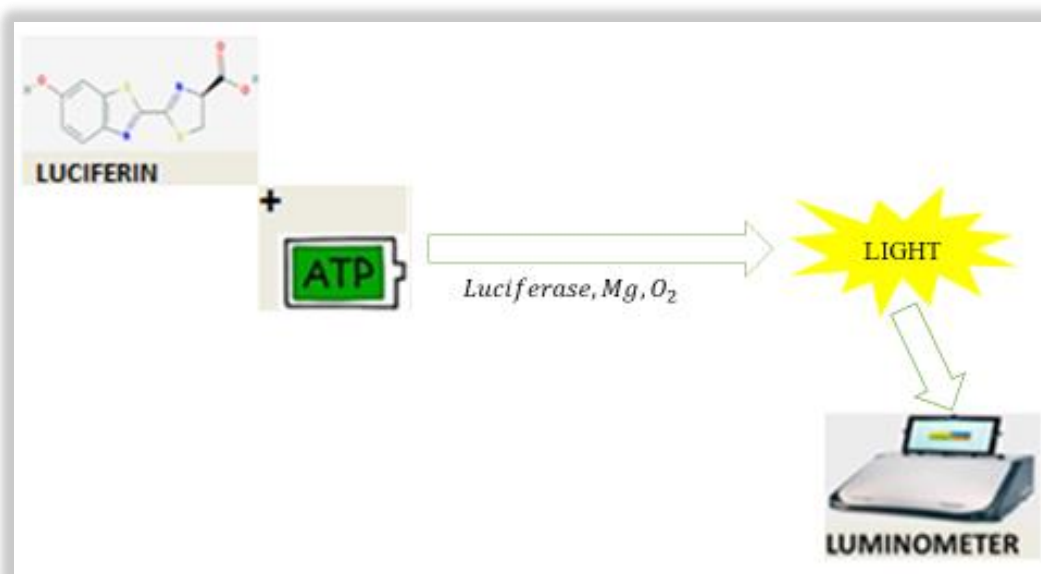 LUCIFERIN
+
ATP
Luciferase, Mg, O₂
LIGHT
LUMINOMETER